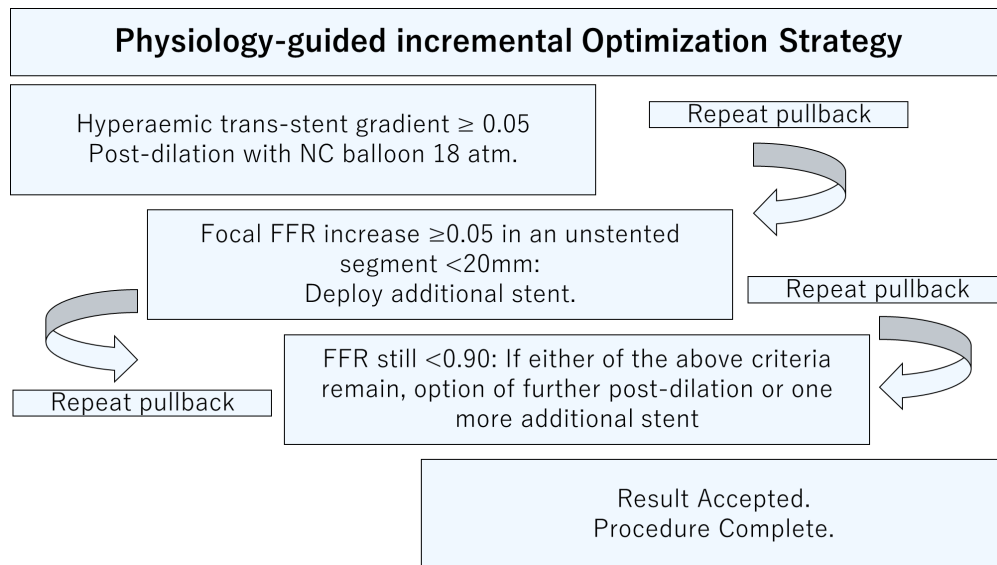 Physiology-guided incremental Optimization Strategy
Hyperaemic trans-stent gradient ≥ 0.05
Post-dilation with NC balloon 18 atm.
Repeat pullback
Focal FFR increase ≥0.05 in an unstented
segment <20mm:
Deploy additional stent.
Repeat pullback
FFR still <0.90: If either of the above criteria
remain, option of further post-dilation or one
more additional stent
Repeat pullback
Result Accepted.
Procedure Complete.